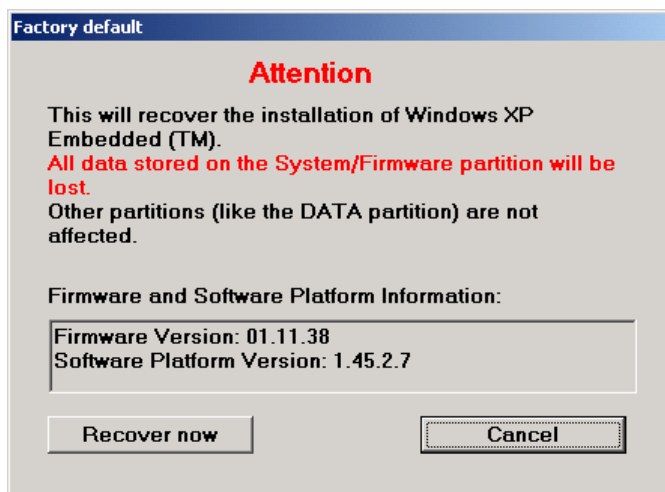 Factory default
Attention
This will recover the installation of Windows XP
Embedded (TM).
All data stored on the System/Firmware partition will be
lost.
Other partitions (like the DATA partition) are not
affected.
Firmware and Software Platform Information:
Firmware Version: 01.11.38
Software Platform Version: 1.45.2.7
Recover now
Cancel